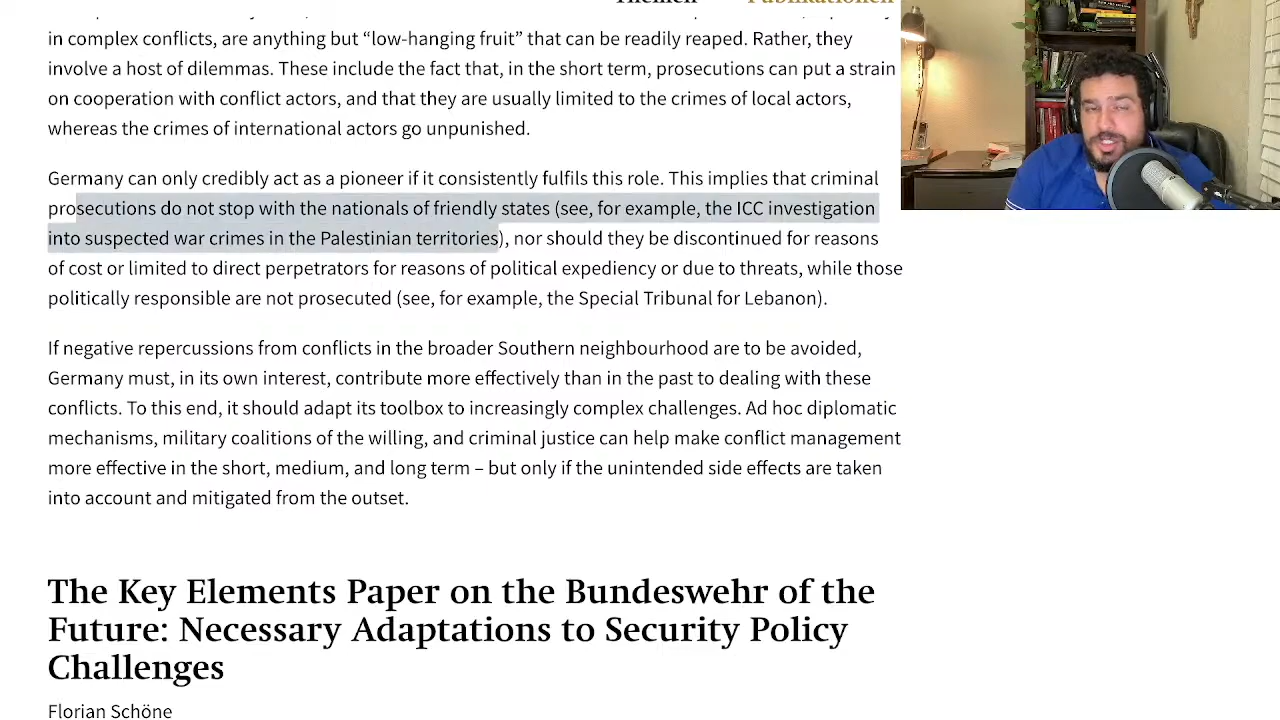 Themen Publikationen
in complex conflicts, are anything but “low-hanging fruit” that can be readily reaped. Rather, they
involve a host of dilemmas. These include the fact that, in the short term, prosecutions can put a strain
on cooperation with conflict actors, and that they are usually limited to the crimes of local actors,
whereas the crimes of international actors go unpunished.
Germany can only credibly act as a pioneer if it consistently fulfils this role. This implies that criminal
prosecutions do not stop with the nationals of friendly states (see, for example, the ICC investigation
into suspected war crimes in the Palestinian territories), nor should they be discontinued for reasons
of cost or limited to direct perpetrators for reasons of political expediency or due to threats, while those
politically responsible are not prosecuted (see, for example, the Special Tribunal for Lebanon).
If negative repercussions from conflicts in the broader Southern neighbourhood are to be avoided,
Germany must, in its own interest, contribute more effectively than in the past to dealing with these
conflicts. To this end, it should adapt its toolbox to increasingly complex challenges. Ad hoc diplomatic
mechanisms, military coalitions of the willing, and criminal justice can help make conflict management
more effective in the short, medium, and long term – but only if the unintended side effects are taken
into account and mitigated from the outset.
The Key Elements Paper on the Bundeswehr of the
Future: Necessary Adaptations to Security Policy
Challenges
Florian Schöne